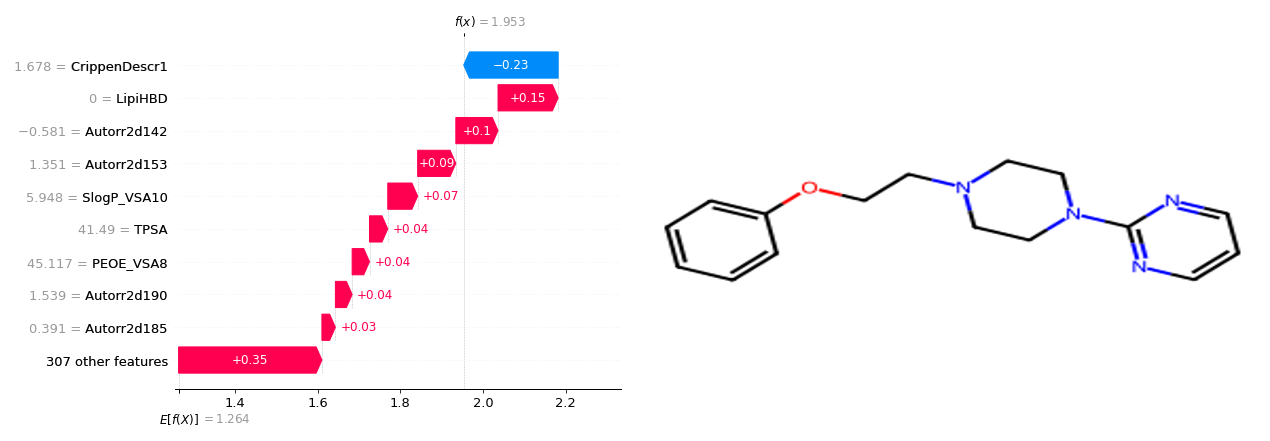 f(x) = 1.953
1.678 = CrippenDescr1
−0.23
0 = LipiHBD
+0.15
−0.581 = Autorr2d142
+0.1
1.351 = Autorr2d153
+0.09
5.948 = SlogP_VSA10
+0.07
41.49 = TPSA
+0.04
45.117 = PEOE_VSA8
+0.04
1.539 = Autorr2d190
+0.04
0.391 = Autorr2d185
+0.03
307 other features
+0.35
1.4 1.6 1.8 2.0 2.2
E[f(X)] = 1.264
O
N
N
N
N